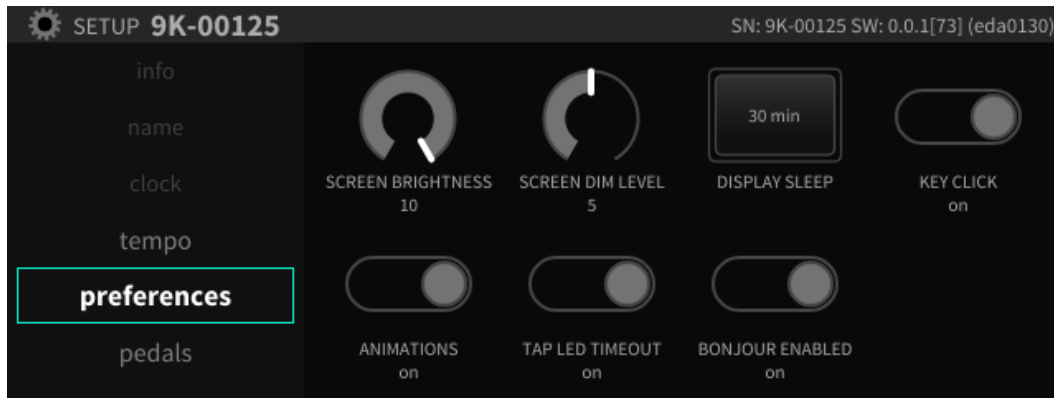 SETUP 9K-00125
SN: 9K-00125 SW: 0.0.1[73] (eda0130)
info
name
clock
tempo
preferences
pedals
SCREEN BRIGHTNESS
10
SCREEN DIM LEVEL
5
30 min
DISPLAY SLEEP
KEY CLICK
on
ANIMATIONS
on
TAP LED TIMEOUT
on
BONJOUR ENABLED
on